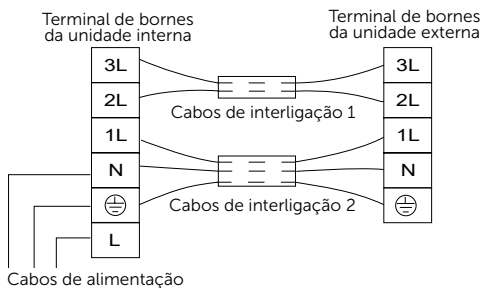 Terminal de bornes
da unidade interna
Terminal de bornes
da unidade externa
3L
2L
1L
N
L
3L
2L
1L
N
Cabos de interligação 1
Cabos de interligação 2
Cabos de alimentação